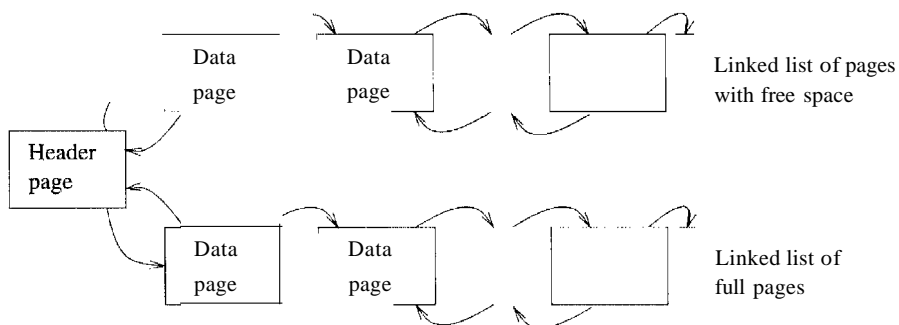 Data
page
Data
page
Linked list of pages
with free space
Header
page
Data
page
Data
page
Linked list of
full pages